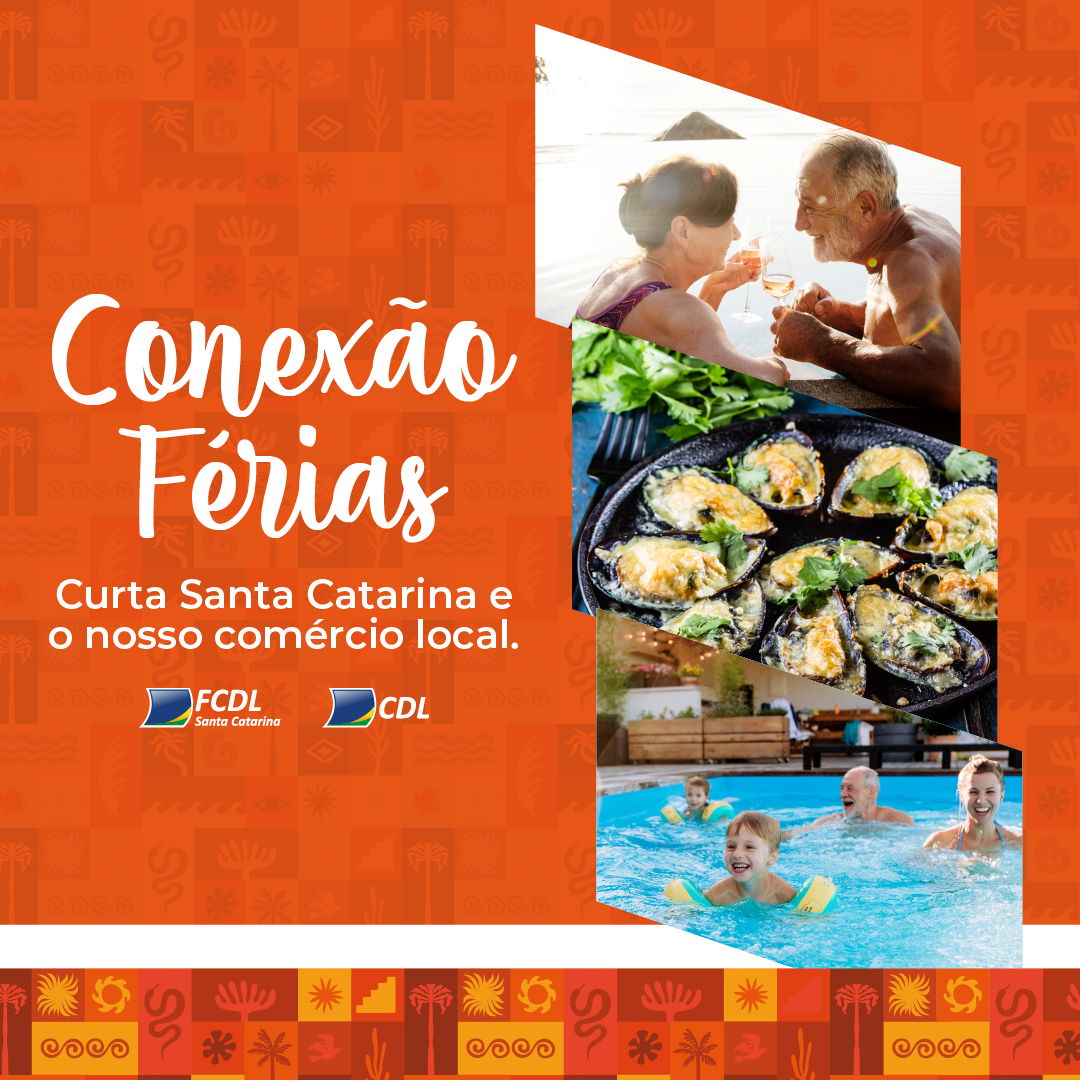 Conexão
Férias
Curta Santa Catarina e
o nosso comércio local.
FCDL
Santa Catarina
CDL